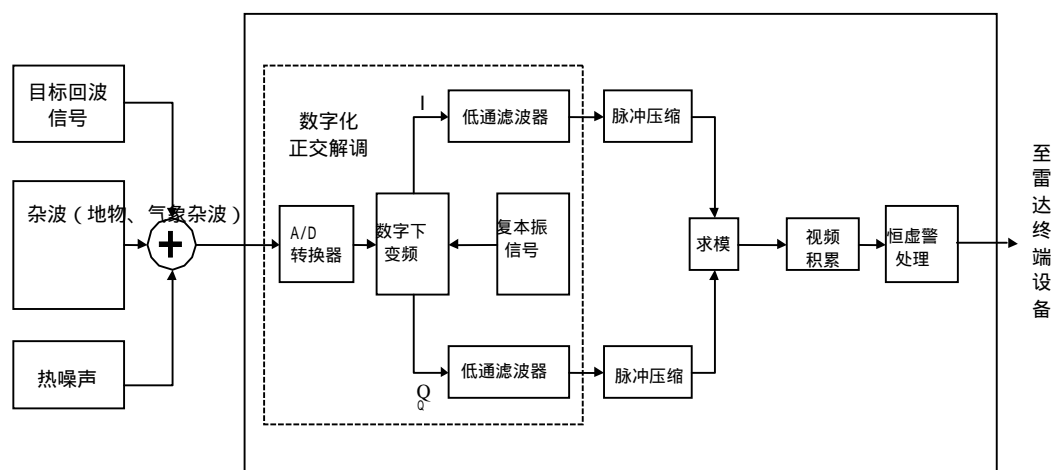 目标回波
信号
杂波（地物、气象杂波）
热噪声
数字化
正交解调
A/D
转换器
数字下
变频
复本振
信号
I
低通滤波器
脉冲压缩
Q
Q
低通滤波器
脉冲压缩
求模
视频
积累
恒虚警
处理
至雷达终端设备